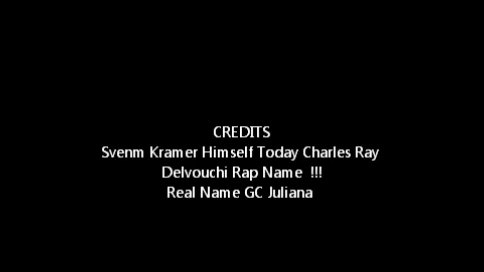 CREDITS
Svenm Kramer Himself Today Charles Ray
Delvouchi Rap Name !!!
Real Name GC Juliana